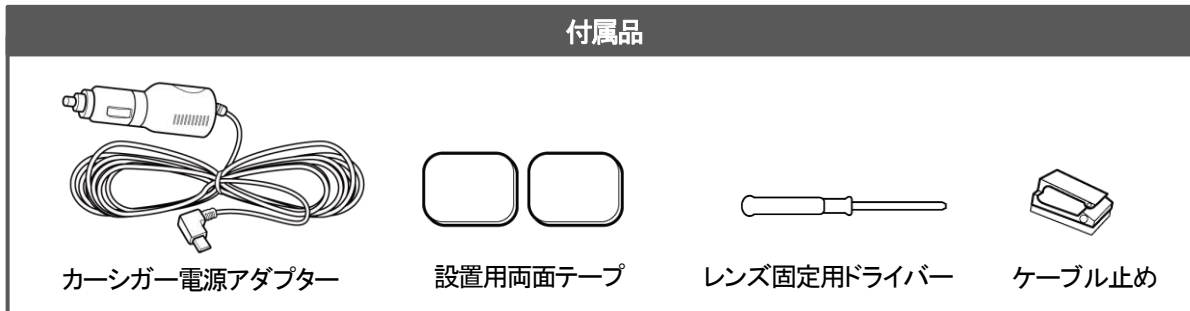 付属品
カーシガー電源アダプター
設置用両面テープ
レンズ固定用ドライバー
ケーブル止め